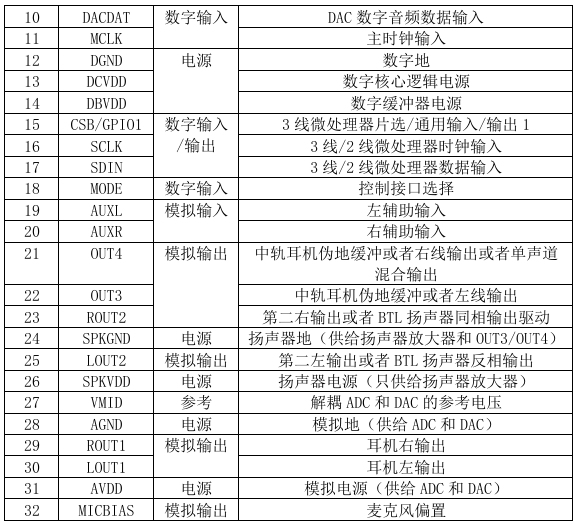 10 DACDAT 数字输入 DAC 数字音频数据输入
11 MCLK 主时钟输入
12 DGND 电源 数字地
13 DCVDD 数字核心逻辑电源
14 DBVDD 数字缓冲器电源
15 CSB/GPIO1 数字输入 3 线微处理器片选/通用输入/输出 1
16 SCLK /输出 3 线/2 线微处理器时钟输入
17 SDIN 3 线/2 线微处理器数据输入
18 MODE 数字输入 控制接口选择
19 AUXL 模拟输入 左辅助输入
20 AUXR 右辅助输入
21 OUT4 模拟输出 中轨耳机伪地缓冲或者右线输出或者单声道
混合输出
22 OUT3 中轨耳机伪地缓冲或者左线输出
23 ROUT2 第二右输出或者 BTL 扬声器同相输出驱动
24 SPKGND 电源 扬声器地（供给扬声器放大器和 OUT3/OUT4）
25 LOUT2 模拟输出 第二左输出或者 BTL 扬声器反相输出
26 SPKVDD 电源 扬声器电源（只供给扬声器放大器）
27 VMID 参考 解耦 ADC 和 DAC 的参考电压
28 AGND 电源 模拟地（供给 ADC 和 DAC）
29 ROUT1 模拟输出 耳机右输出
30 LOUT1 耳机左输出
31 AVDD 电源 模拟电源（供给 ADC 和 DAC）
32 MICBIAS 模拟输出 麦克风偏置